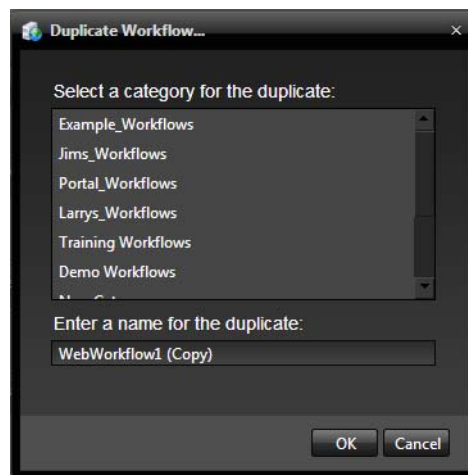 Duplicate Workflow...
Select a category for the duplicate:
Example_Workflows
Jims_Workflows
Portal_Workflows
Larrys_Workflows
Training Workflows
Demo Workflows
Enter a name for the duplicate:
WebWorkflow1 (Copy)
OK Cancel